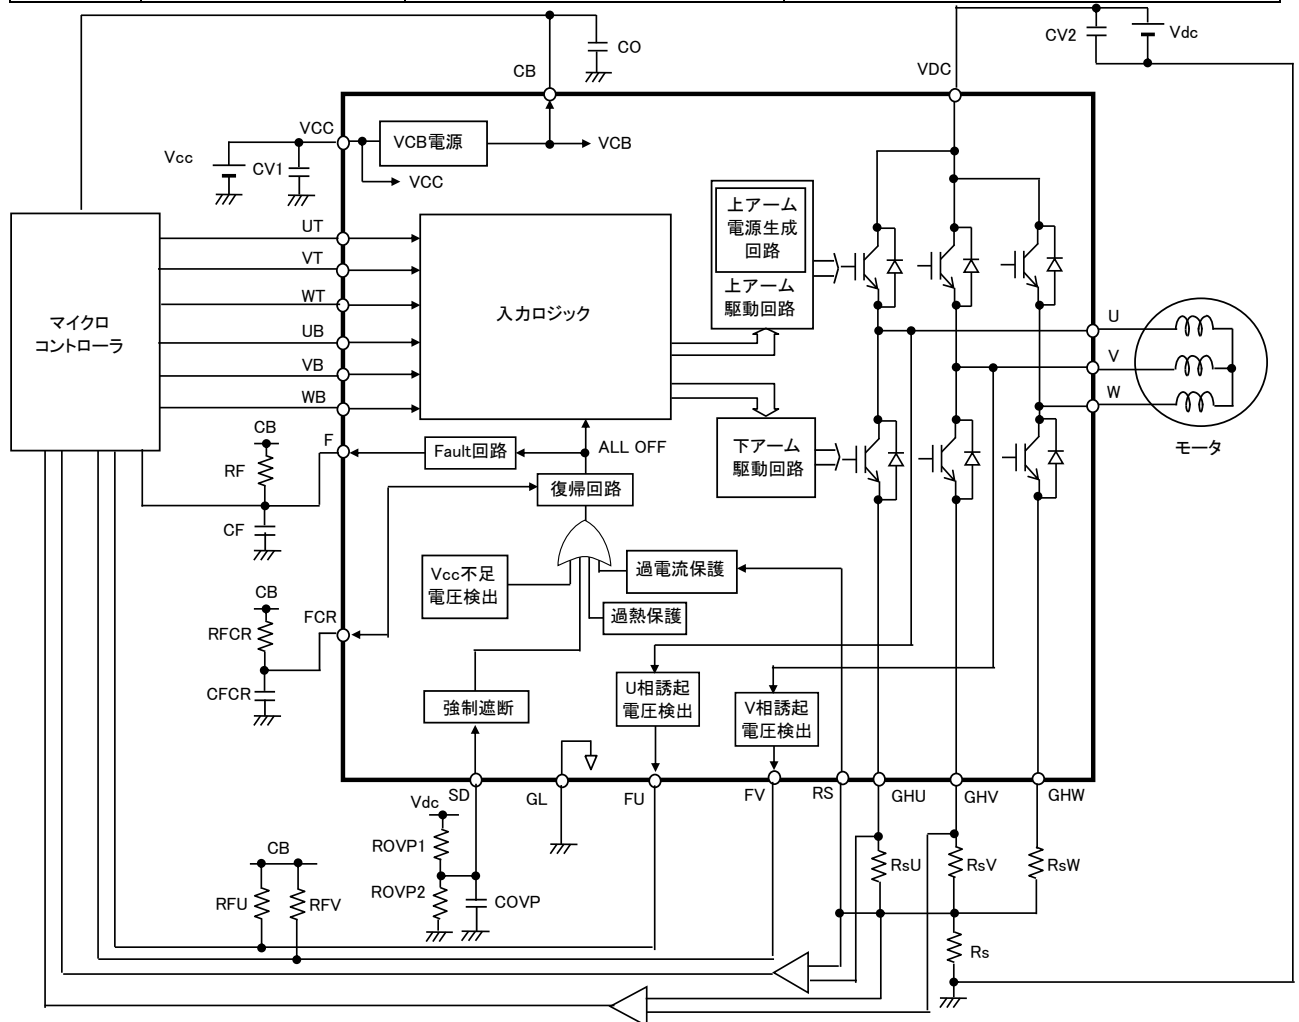 CO
CV2
Vdc
CB
VDC
VCC
VCB電源
VCB
Vcc
CV1
VCC
UT
VT
WT
UB
VB
WB
マイクロ
コントローラ
入力ロジック
上アーム
電源生成
回路
上アーム
駆動回路
下アーム
駆動回路
U
V
W
モータ
CB
RF
CF
F
Fault回路
ALL OFF
復帰回路
Vcc不足
電圧検出
過電流保護
過熱保護
CB
RFCR
CFCR
FCR
強制遮断
U相誘起
電圧検出
V相誘起
電圧検出
SD
GL
FU
FV
RS
GHU
GHV
GHW
Vdc
ROVP1
ROVP2
COVP
CB
RFU
RFV
RsU
RsV
RsW
Rs